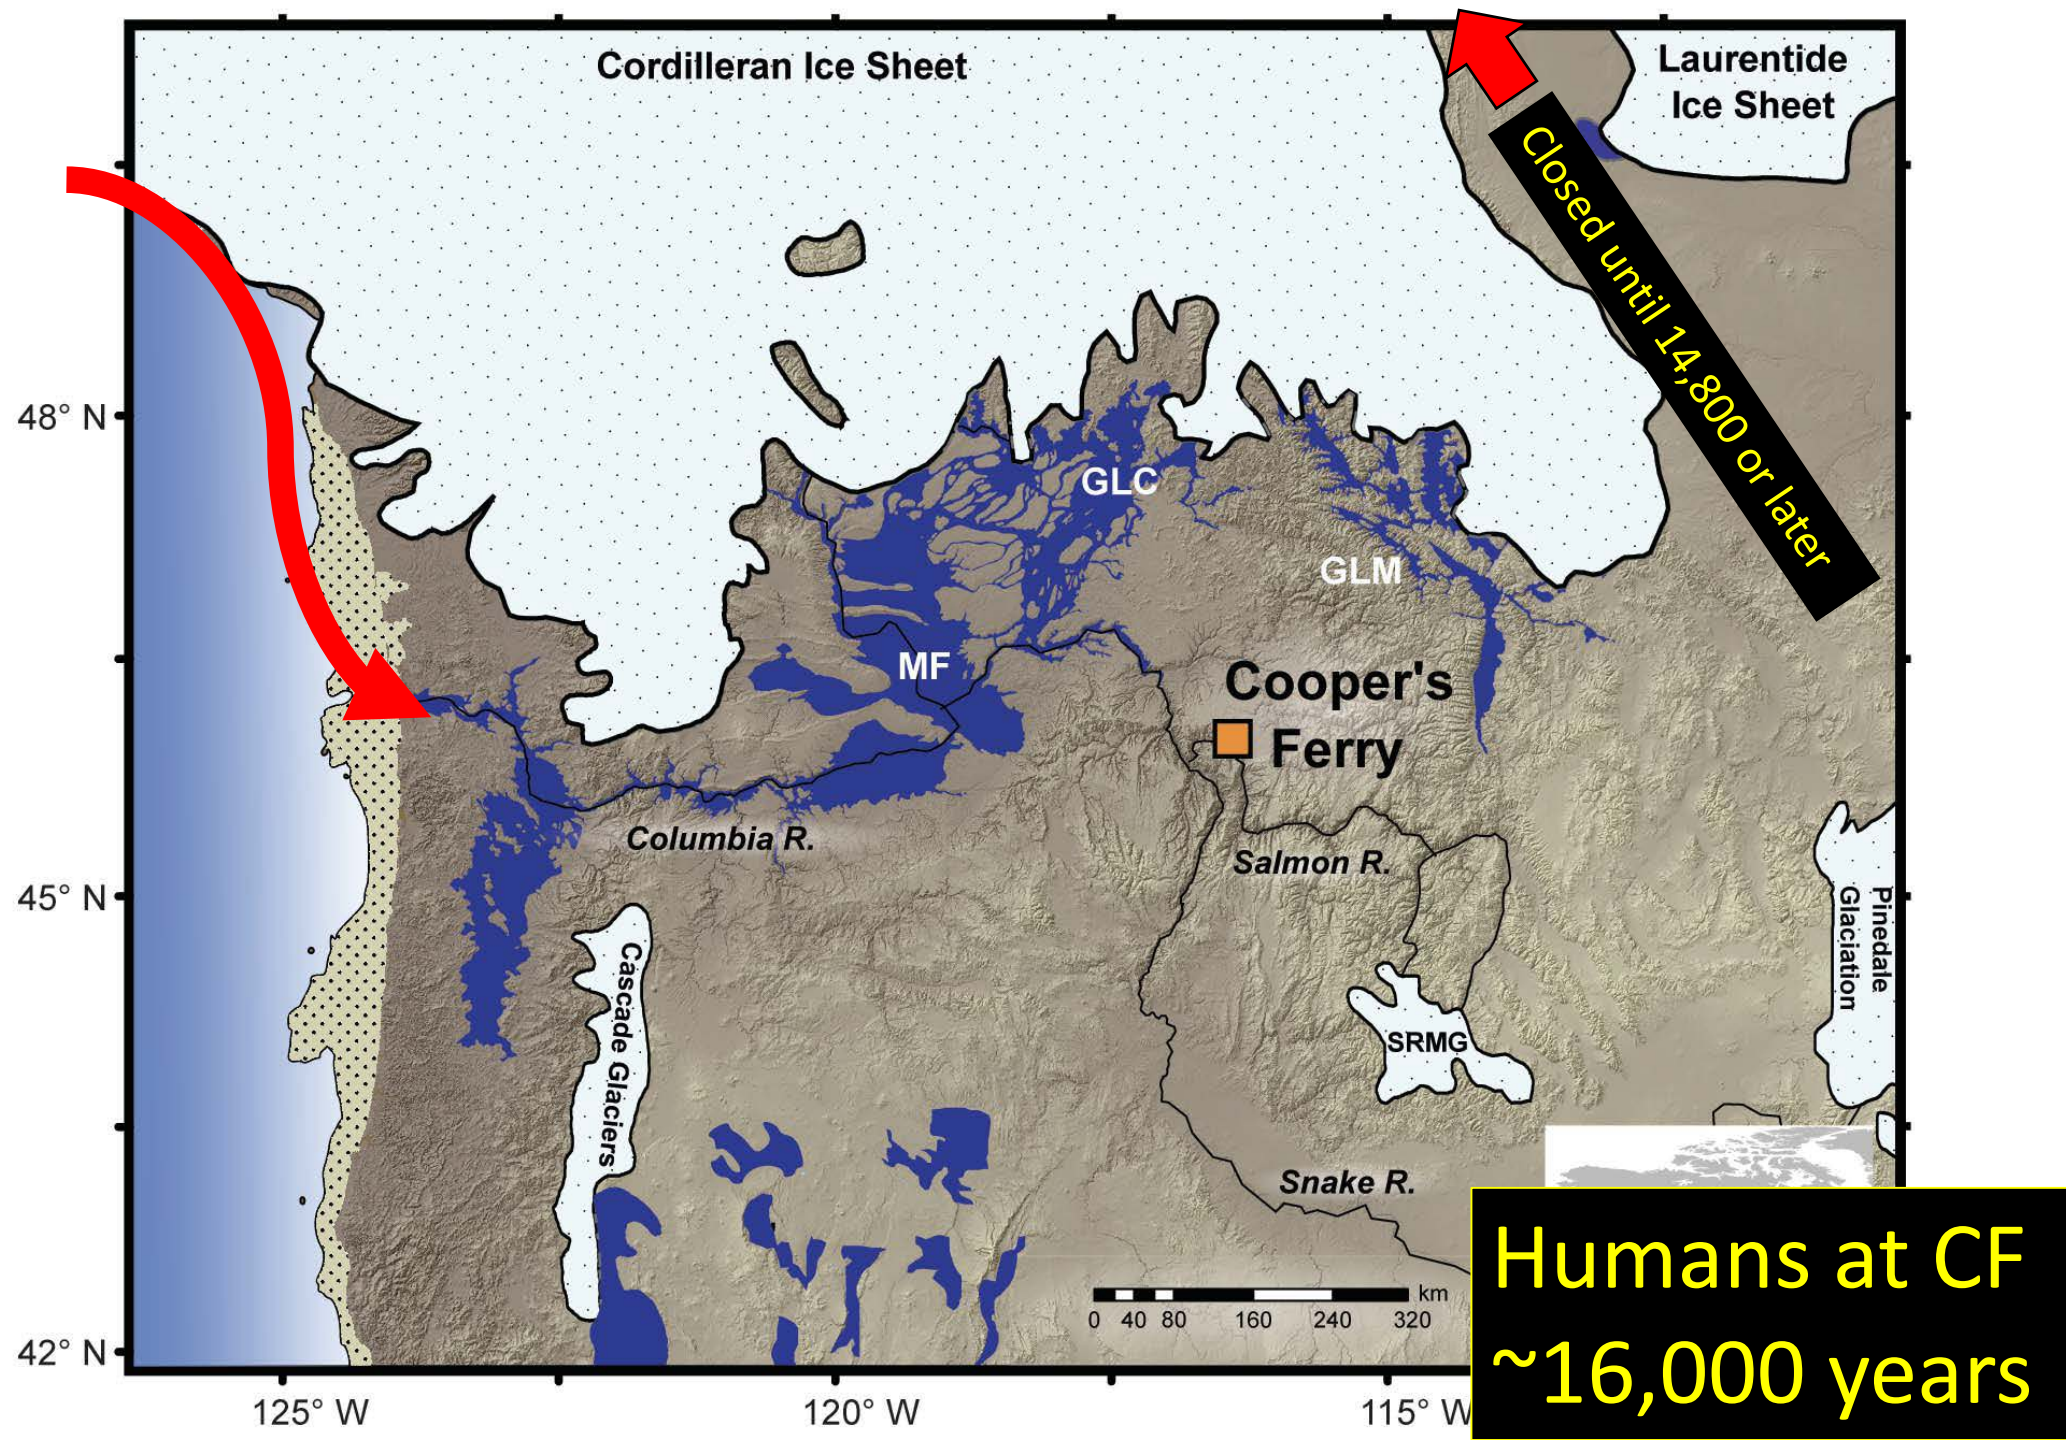 Cordilleran Ice Sheet
Laurentide
Ice Sheet
Closed until 14,800 or later
48° N
GLC
GLM
MF
Cooper's
Ferry
Columbia R.
Salmon R.
45° N
Pinedale
Glaciation
Cascade Glaciers
SRMG
Snake R.
km
0 40 80 160 240 320
42° N
125° W
120° W
115° W
Humans at CF
~16,000 years